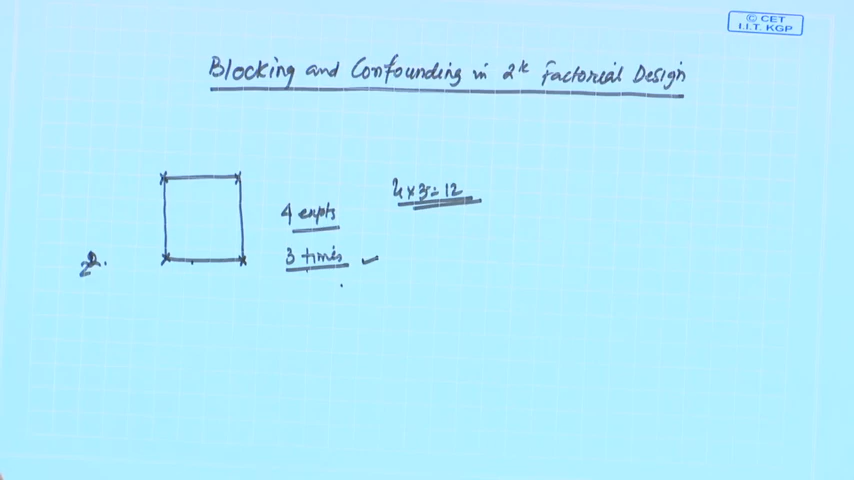 © CET
I.I.T. KGP
Blocking and Confounding in 2^k Factorial Design
4 expts
4 x 3 = 12
3 times
2^2.